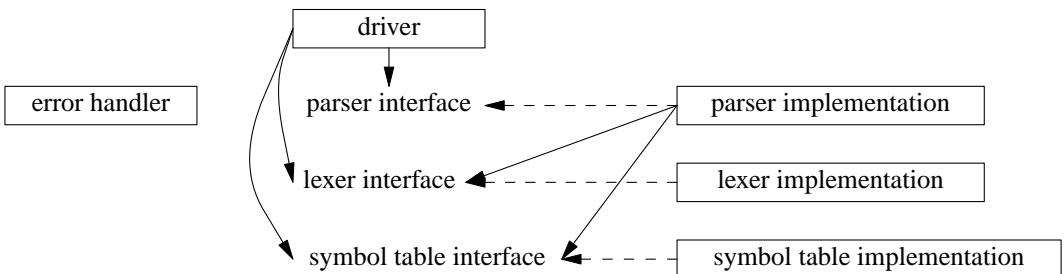 driver
error handler
parser interface
parser implementation
lexer interface
lexer implementation
symbol table interface
symbol table implementation